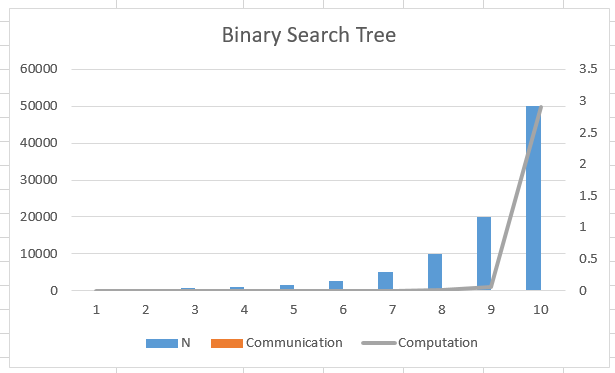 Binary Search Tree
60000 3.5
50000 3
40000 2.5
30000 2
20000 1.5
10000 1
0 0.5
0
1 2 3 4 5 6 7 8 9 10
N Communication Computation